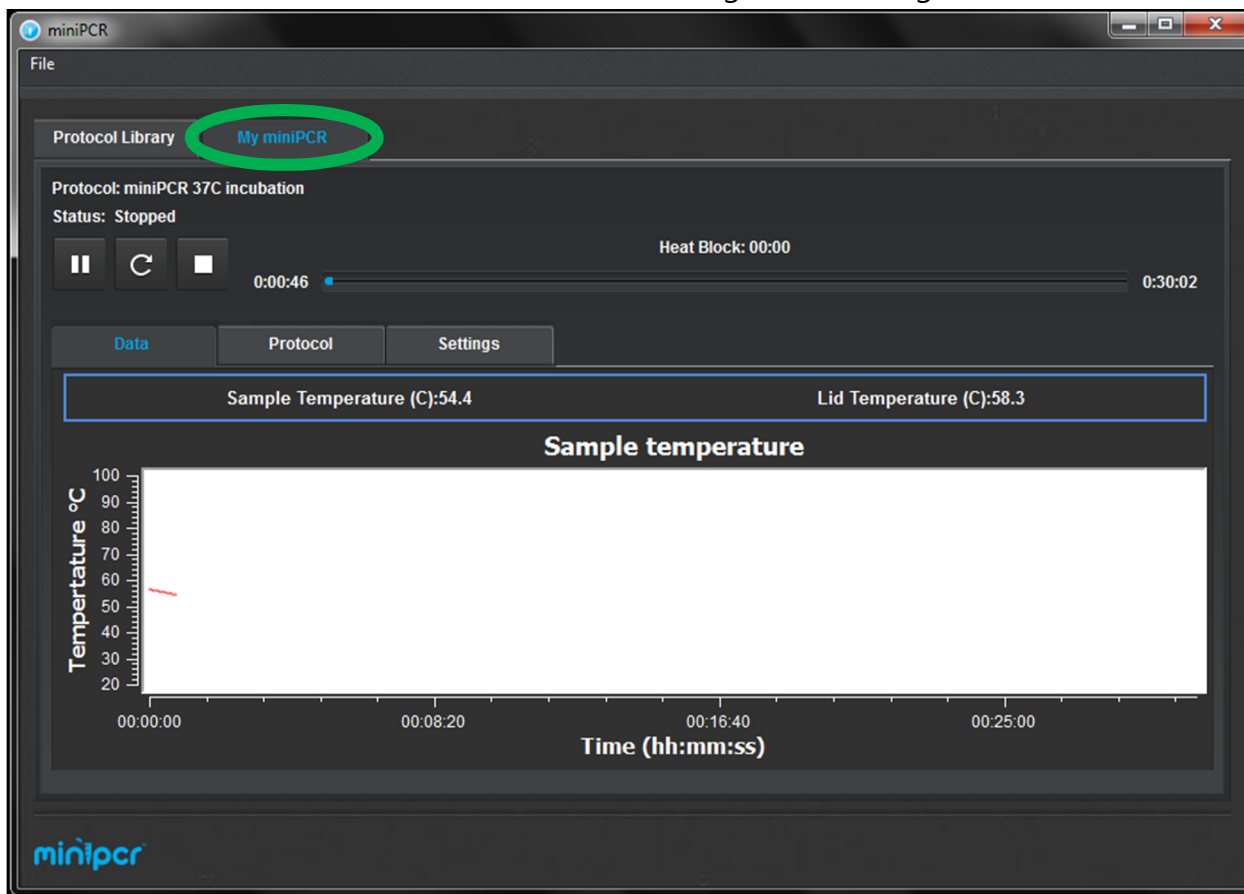 miniPCR
File
Protocol Library My miniPCR
Protocol: miniPCR 37C incubation
Status: Stopped
Heat Block: 00:00
0:00:46 0:30:02
Data Protocol Settings
Sample Temperature (C):54.4 Lid Temperature (C):58.3
Sample temperature
Tempertature ºC
100
90
80
70
60
50
40
30
20
00:00:00 00:08:20 00:16:40 00:25:00
Time (hh:mm:ss)
minipcr